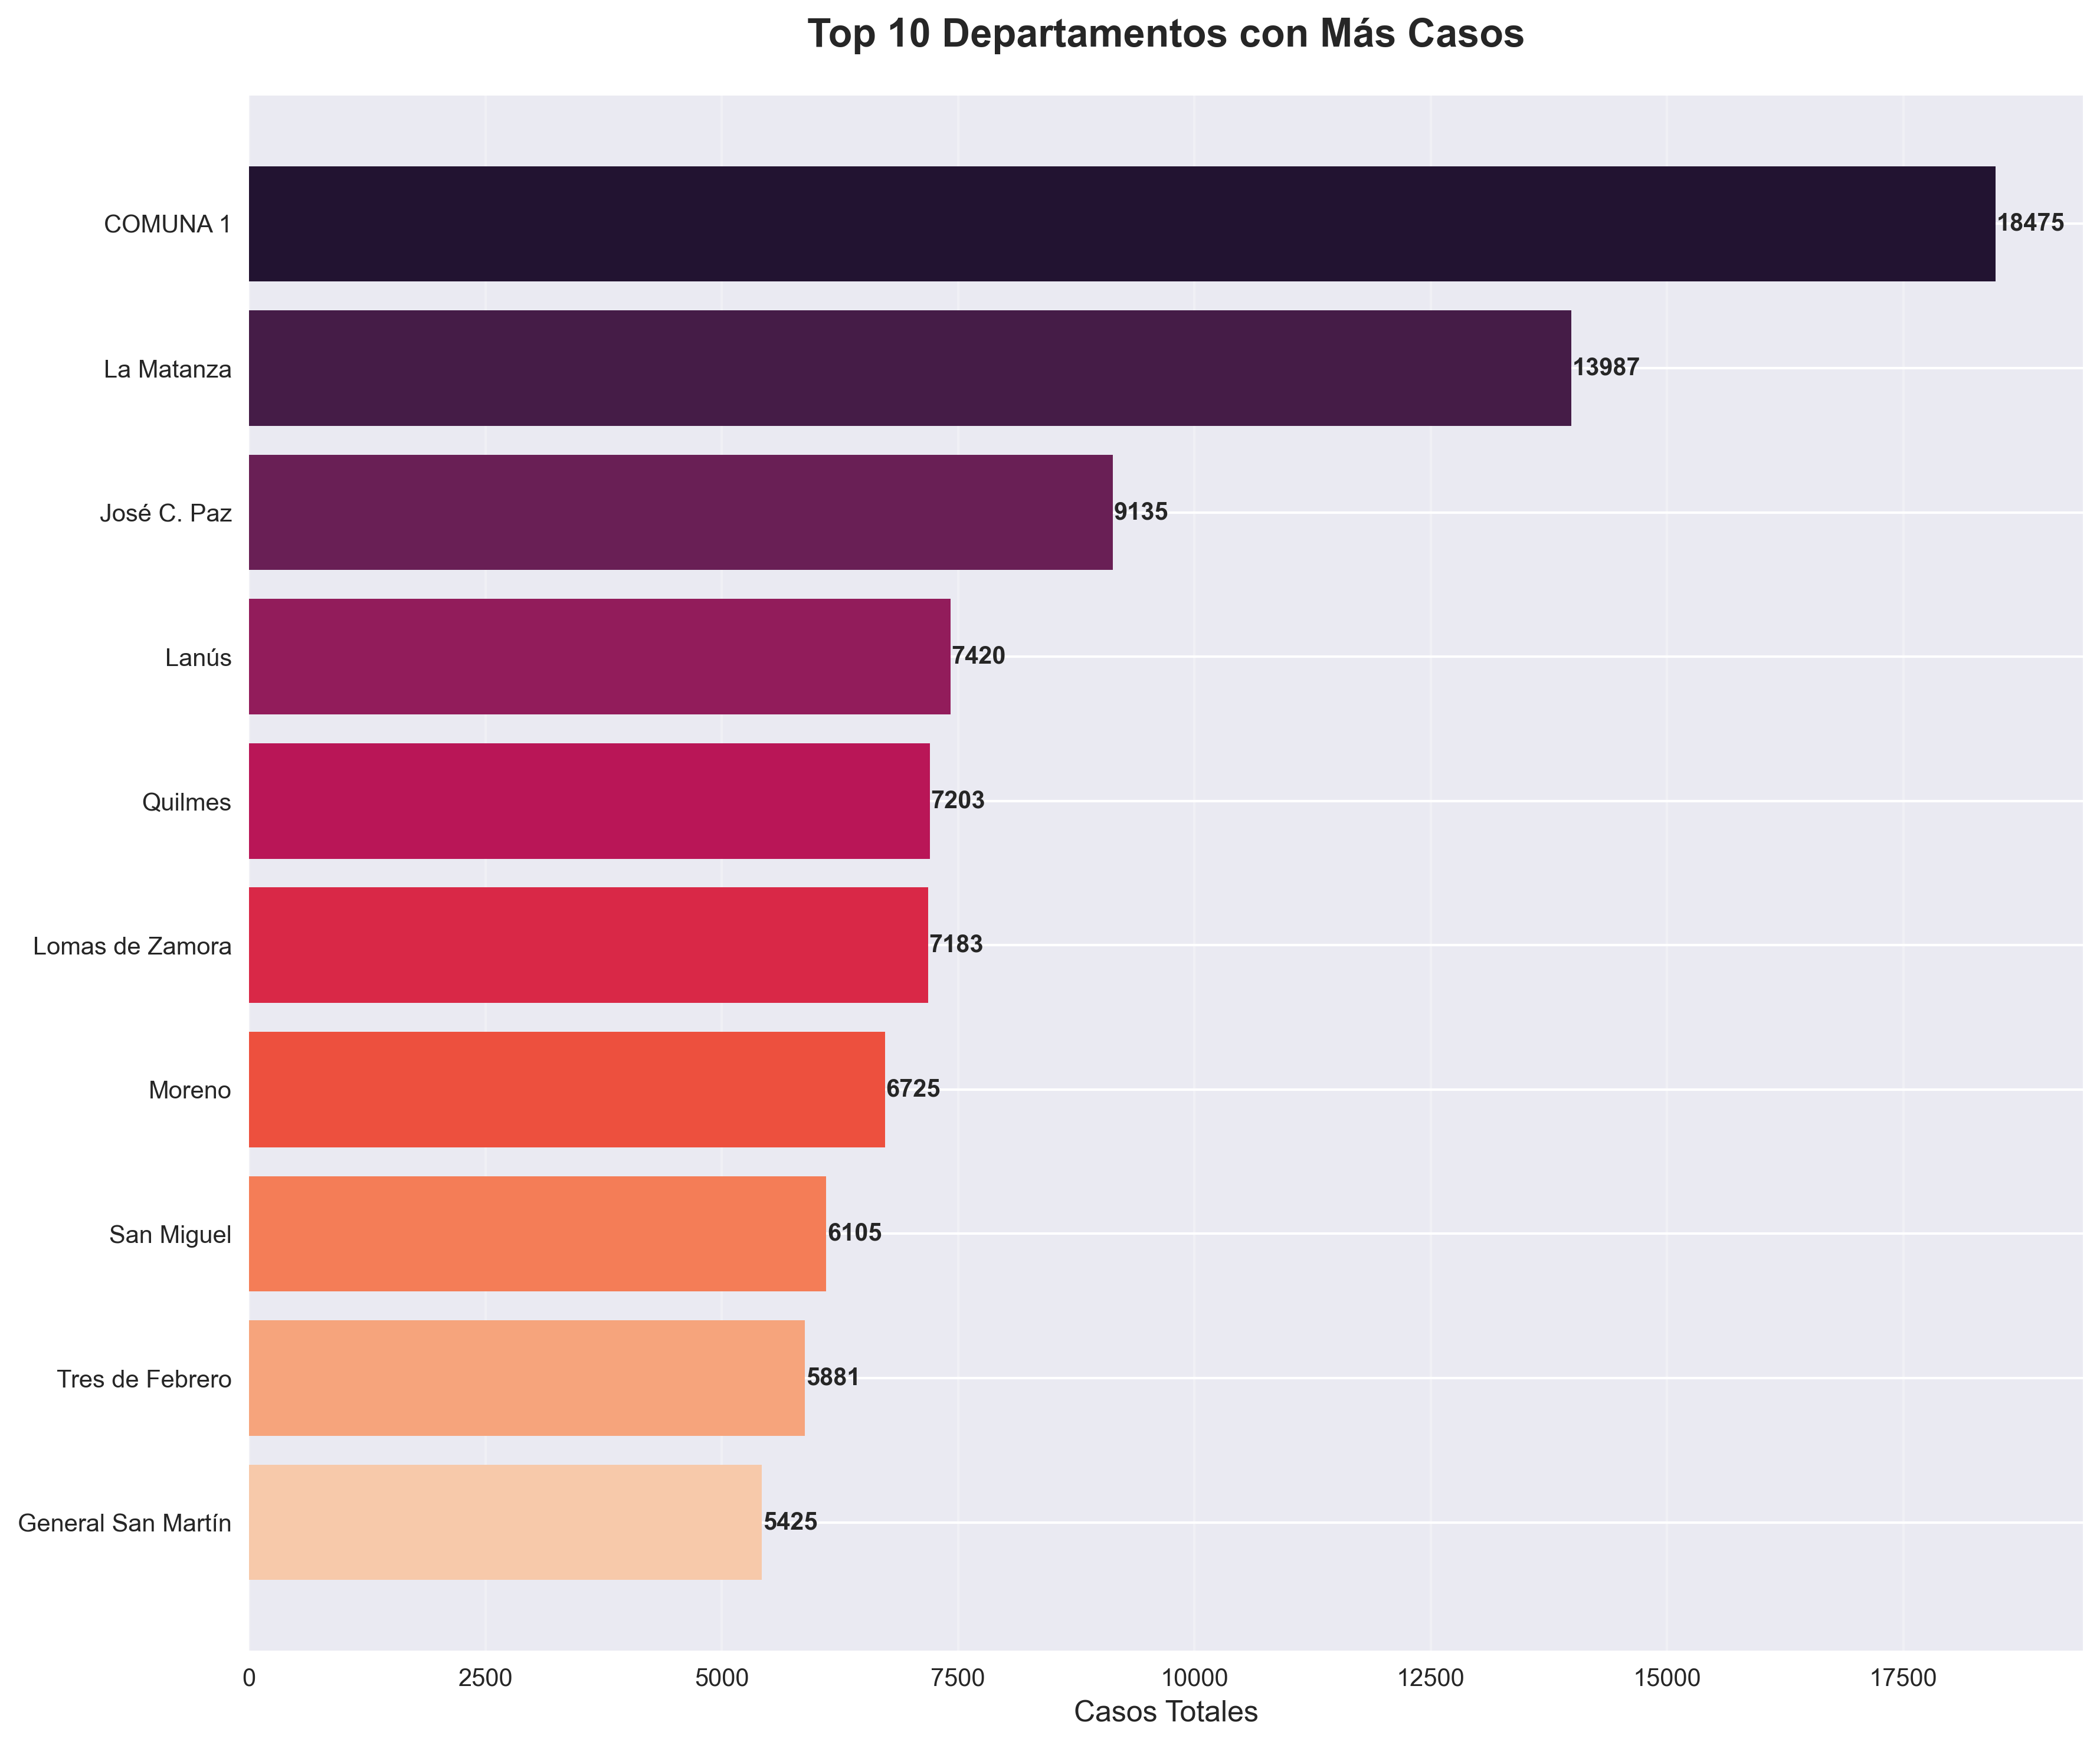 Top 10 Departamentos con Más Casos
COMUNA 1 18475
La Matanza 13987
José C. Paz 9135
Lanús 7420
Quilmes 7203
Lomas de Zamora 7183
Moreno 6725
San Miguel 6105
Tres de Febrero 5881
General San Martín 5425
0 2500 5000 7500 10000 12500 15000 17500
Casos Totales